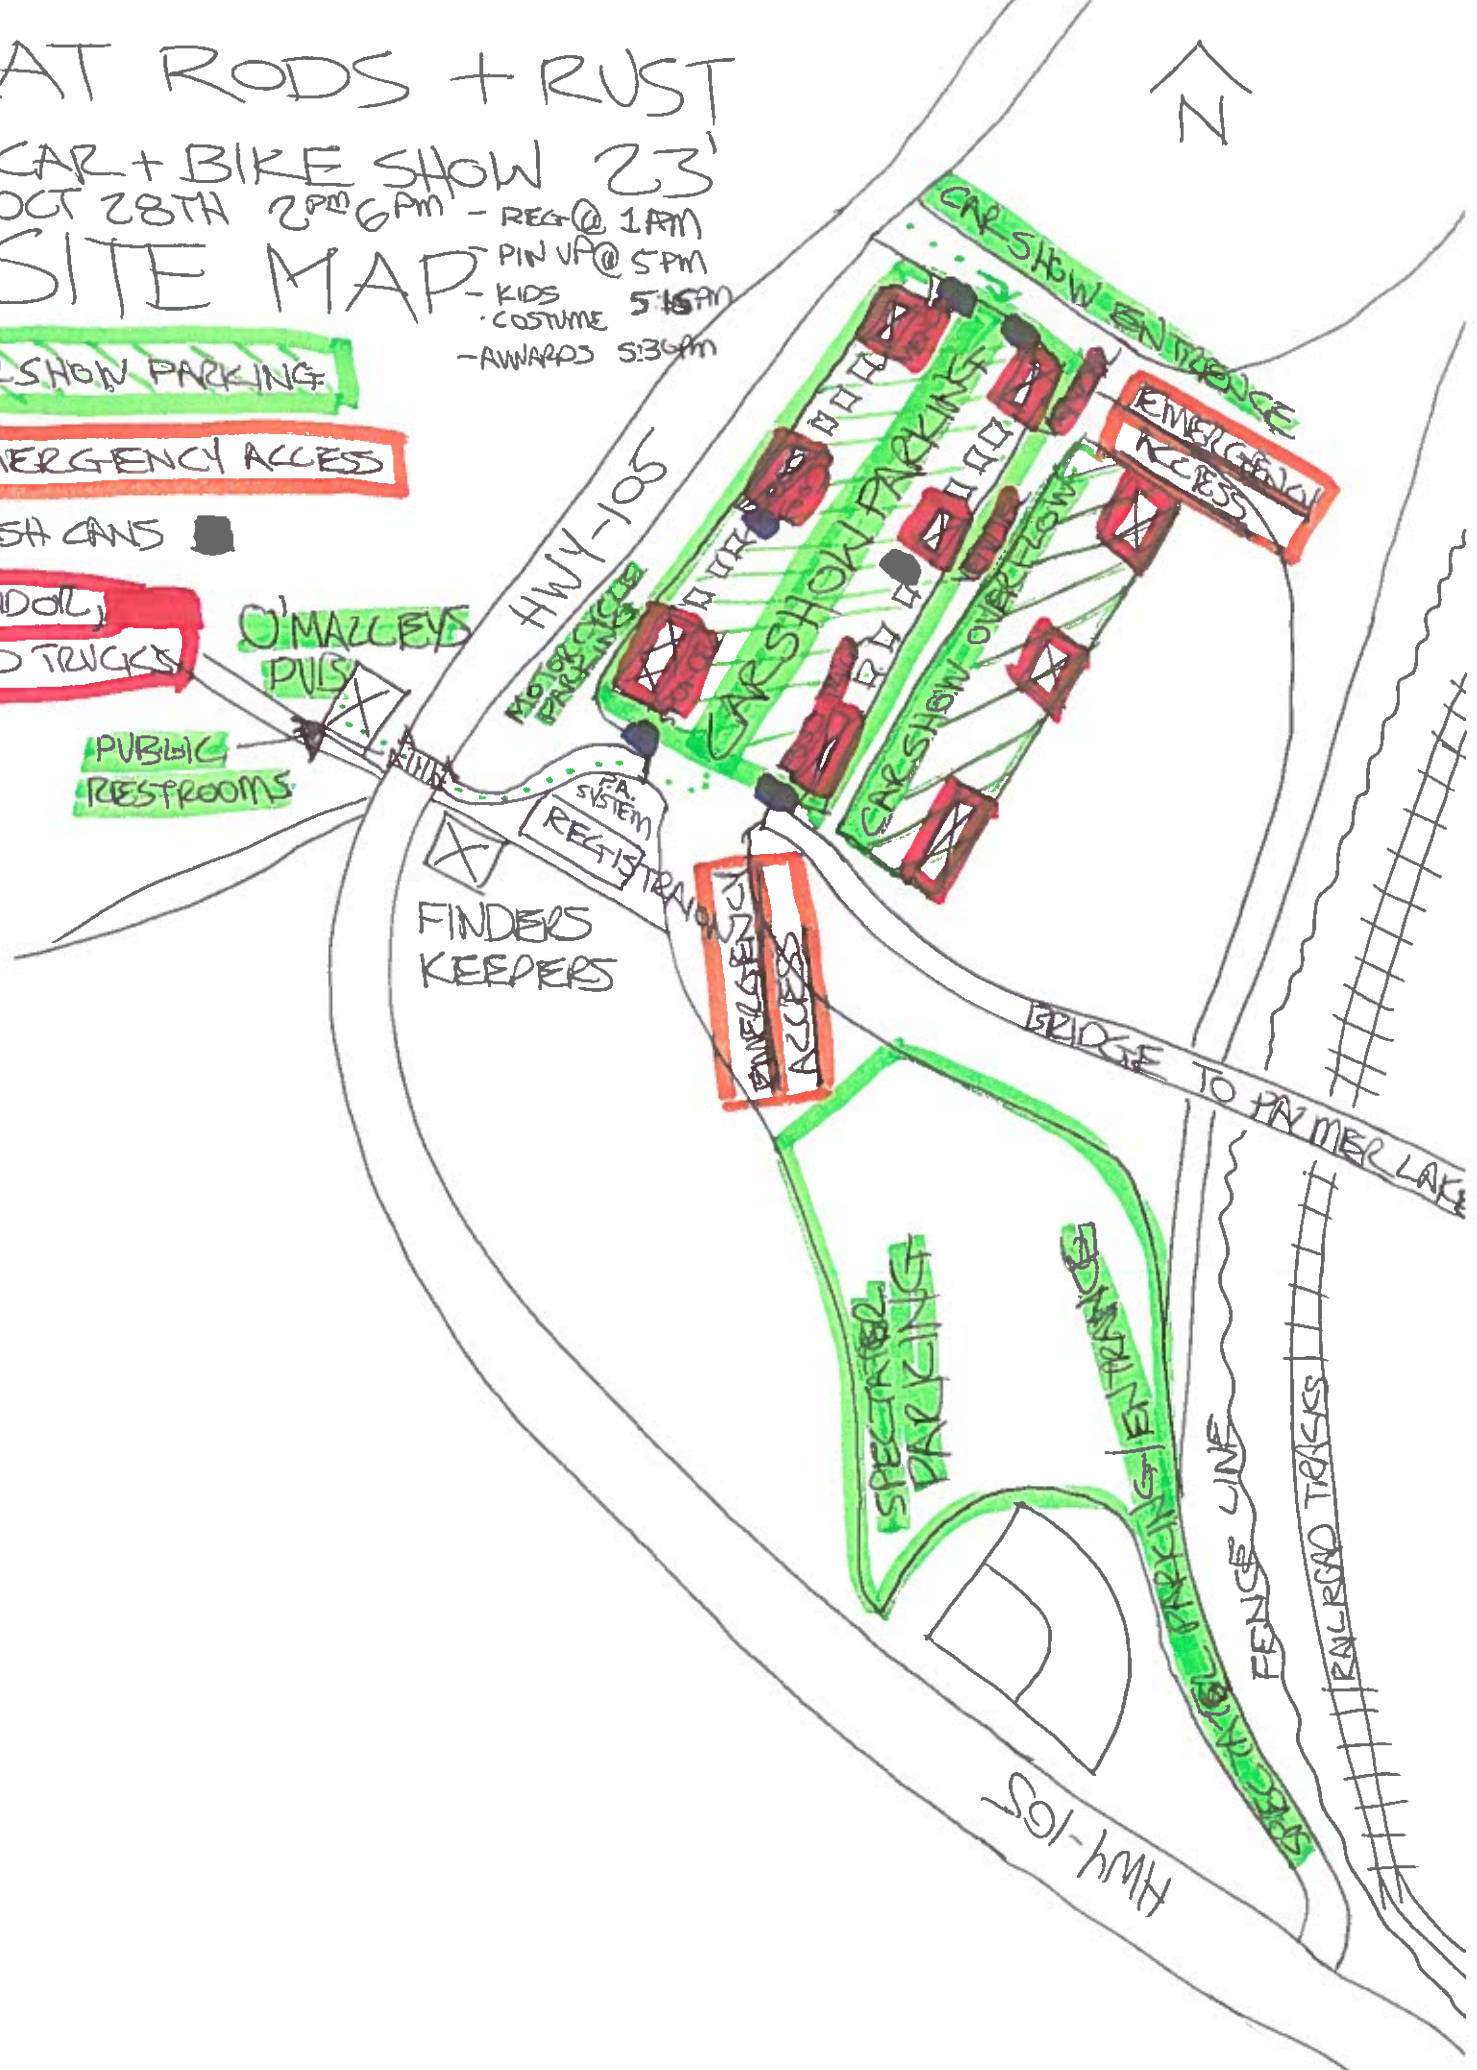 AT RODS + RUST
CAR + BIKE SHOW 23'
OCT 28TH 2PM 6PM
- REG @ 1AM
- PIN UP @ 5PM
- KIDS
. COSTUME 5:15PM
- AWARDS 5:30PM
SITE MAP
N
SHOW PARKING
ERGENCY ACCESS
SH CANS
DOR,
D TRUCKS
O'MALLEYS
PUB
PUBLIC
RESTROOMS
HWY-105
MOTORCYCLE
PARKING
CAR SHOW ENTRENCE
EMERGENCY
ACCESS
CAR SHOW PARKING
CAR SHOW OVERFLOW
P.A.
SYSTEM
REGISTRAION
FINDERS
KEEPERS
EMERGENCY
ACCESS
BRIDGE TO PALMER LAKE
SPECTATOR
PARKING
SPECTATOR PARKING ENTRANCE
FENCE LINE
RAILROAD TRACKS
HWY-105